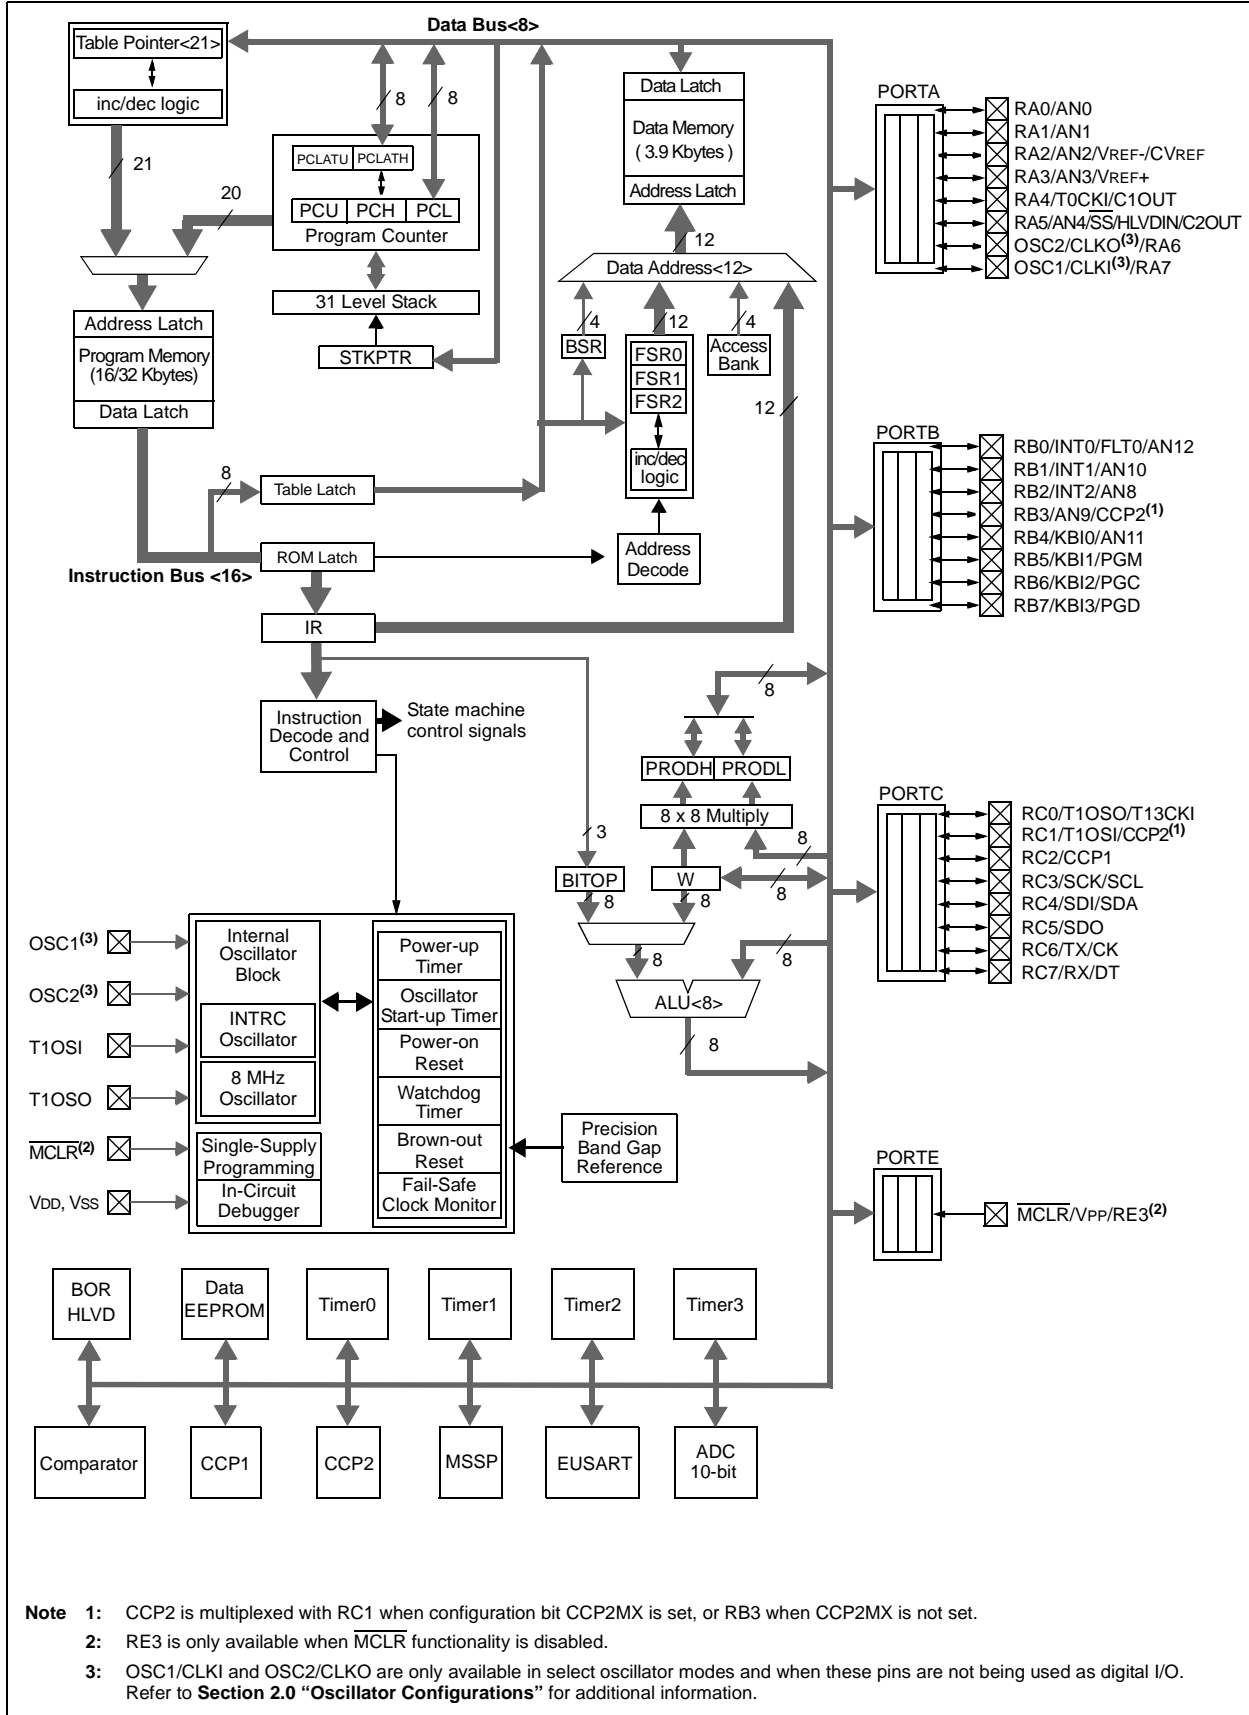 Data Bus<8>
Table Pointer<21>
inc/dec logic
21
20
8
8
PCLATU PCLATH
PCU PCH PCL
Program Counter
31 Level Stack
STKPTR
Address Latch
Program Memory
(16/32 Kbytes)
Data Latch
8
Table Latch
ROM Latch
Instruction Bus <16>
IR
Instruction
Decode and
Control
State machine
control signals
Data Latch
Data Memory
( 3.9 Kbytes )
Address Latch
12
Data Address<12>
4
12
4
BSR
FSR0
FSR1
FSR2
inc/dec
logic
Access
Bank
12
Address
Decode
8
PRODH PRODL
8 x 8 Multiply
3
8
BITOP
W
8
8
8
8
8
ALU<8>
8
PORTA
RA0/AN0
RA1/AN1
RA2/AN2/VREF-/CVREF
RA3/AN3/VREF+
RA4/T0CKI/C1OUT
RA5/AN4/SS/HLVDIN/C2OUT
OSC2/CLKO(3)/RA6
OSC1/CLKI(3)/RA7
PORTB
RB0/INT0/FLT0/AN12
RB1/INT1/AN10
RB2/INT2/AN8
RB3/AN9/CCP2(1)
RB4/KBI0/AN11
RB5/KBI1/PGM
RB6/KBI2/PGC
RB7/KBI3/PGD
PORTC
RC0/T1OSO/T13CKI
RC1/T1OSI/CCP2(1)
RC2/CCP1
RC3/SCK/SCL
RC4/SDI/SDA
RC5/SDO
RC6/TX/CK
RC7/RX/DT
PORTE
MCLR/VPP/RE3(2)
OSC1(3)
OSC2(3)
T1OSI
T1OSO
MCLR(2)
VDD, VSS
Internal
Oscillator
Block
INTRC
Oscillator
8 MHz
Oscillator
Single-Supply
Programming
In-Circuit
Debugger
Power-up
Timer
Oscillator
Start-up Timer
Power-on
Reset
Watchdog
Timer
Brown-out
Reset
Fail-Safe
Clock Monitor
Precision
Band Gap
Reference
BOR
HLVD
Data
EEPROM
Timer0
Timer1
Timer2
Timer3
Comparator
CCP1
CCP2
MSSP
EUSART
ADC
10-bit
Note 1: CCP2 is multiplexed with RC1 when configuration bit CCP2MX is set, or RB3 when CCP2MX is not set.
2: RE3 is only available when MCLR functionality is disabled.
3: OSC1/CLKI and OSC2/CLKO are only available in select oscillator modes and when these pins are not being used as digital I/O.
Refer to Section 2.0 “Oscillator Configurations” for additional information.